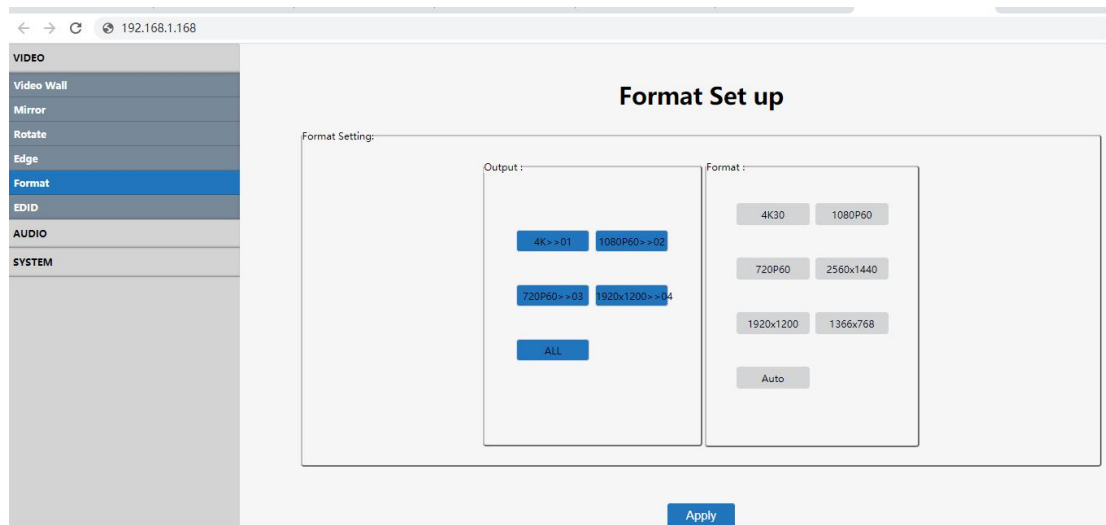 192.168.1.168
VIDEO
Video Wall
Mirror
Rotate
Edge
Format
EDID
AUDIO
SYSTEM
Format Set up
Format Setting:
Output :
4K>>01 1080P60>>02
720P60>>03 1920x1200>>04
ALL
Format :
4K30 1080P60
720P60 2560x1440
1920x1200 1366x768
Auto
Apply